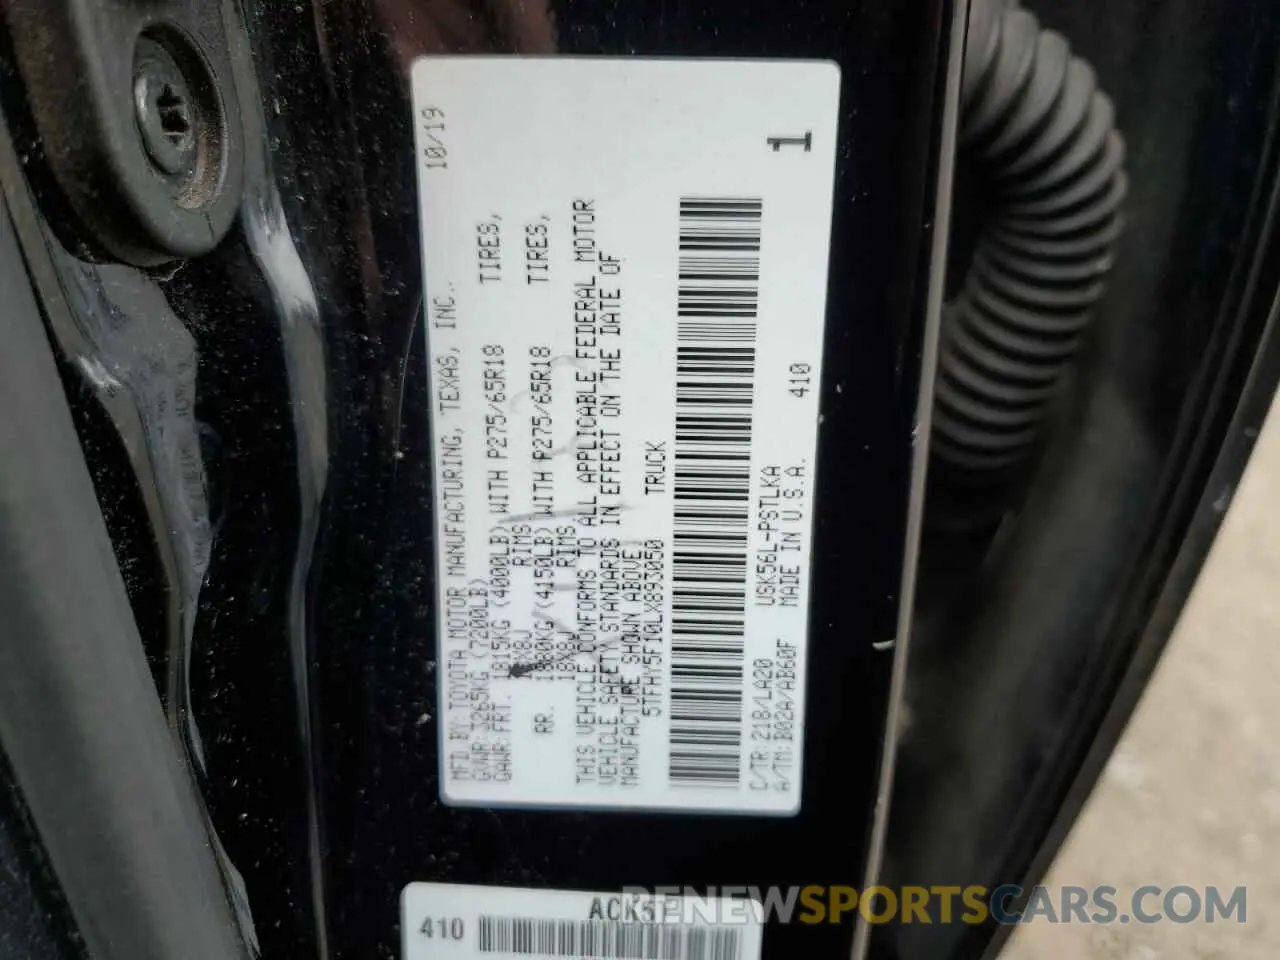 MFD BY: TOYOTA MOTOR MANUFACTURING, TEXAS, INC. 10/19
GVWR: 3265KG (7200LB)
GAWR: FRT. 1815KG (4000LB) WITH P275/65R18 TIRES,
18X8J RIMS
RR. 1880KG (4150LB) WITH P275/65R18 TIRES,
18X8J RIMS
THIS VEHICLE CONFORMS TO ALL APPLICABLE FEDERAL MOTOR
VEHICLE SAFETY STANDARDS IN EFFECT ON THE DATE OF
MANUFACTURE SHOWN ABOVE)
5TFHY5F10LX893050 TRUCK
C/TR: 218/LA20 USK56L-PSTLKA
A/TM: B02A/AB60F MADE IN U.S.A. 410
1
ACK5T
410
RENEWSPORTSCARS.COM